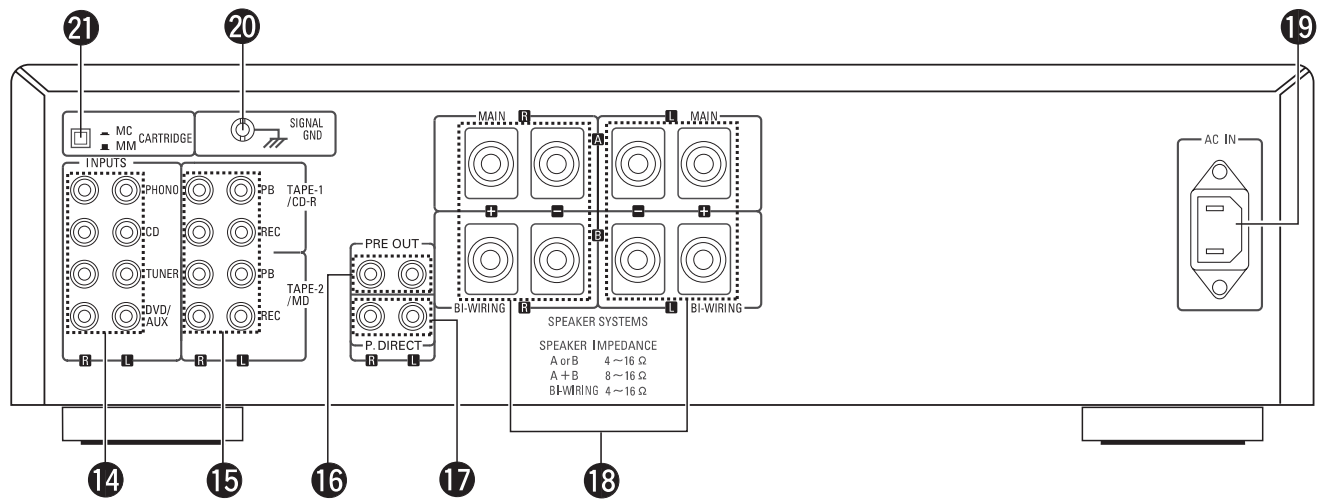 21
20
19
MC
MM
CARTRIDGE
SIGNAL
GND
MAIN R
L MAIN
AC IN
INPUTS
PHONO
CD
TUNER
DVD/
AUX
R L
PB
REC
PB
REC
TAPE-1
/CD-R
TAPE-2
/MD
R L
PRE OUT
P.DIRECT
R L
A
+ − − +
B
BI-WIRING R
L BI-WIRING
SPEAKER SYSTEMS
SPEAKER IMPEDANCE
A or B 4～16 Ω
A + B 8～16 Ω
BI-WIRING 4～16 Ω
14
15
16
17
18